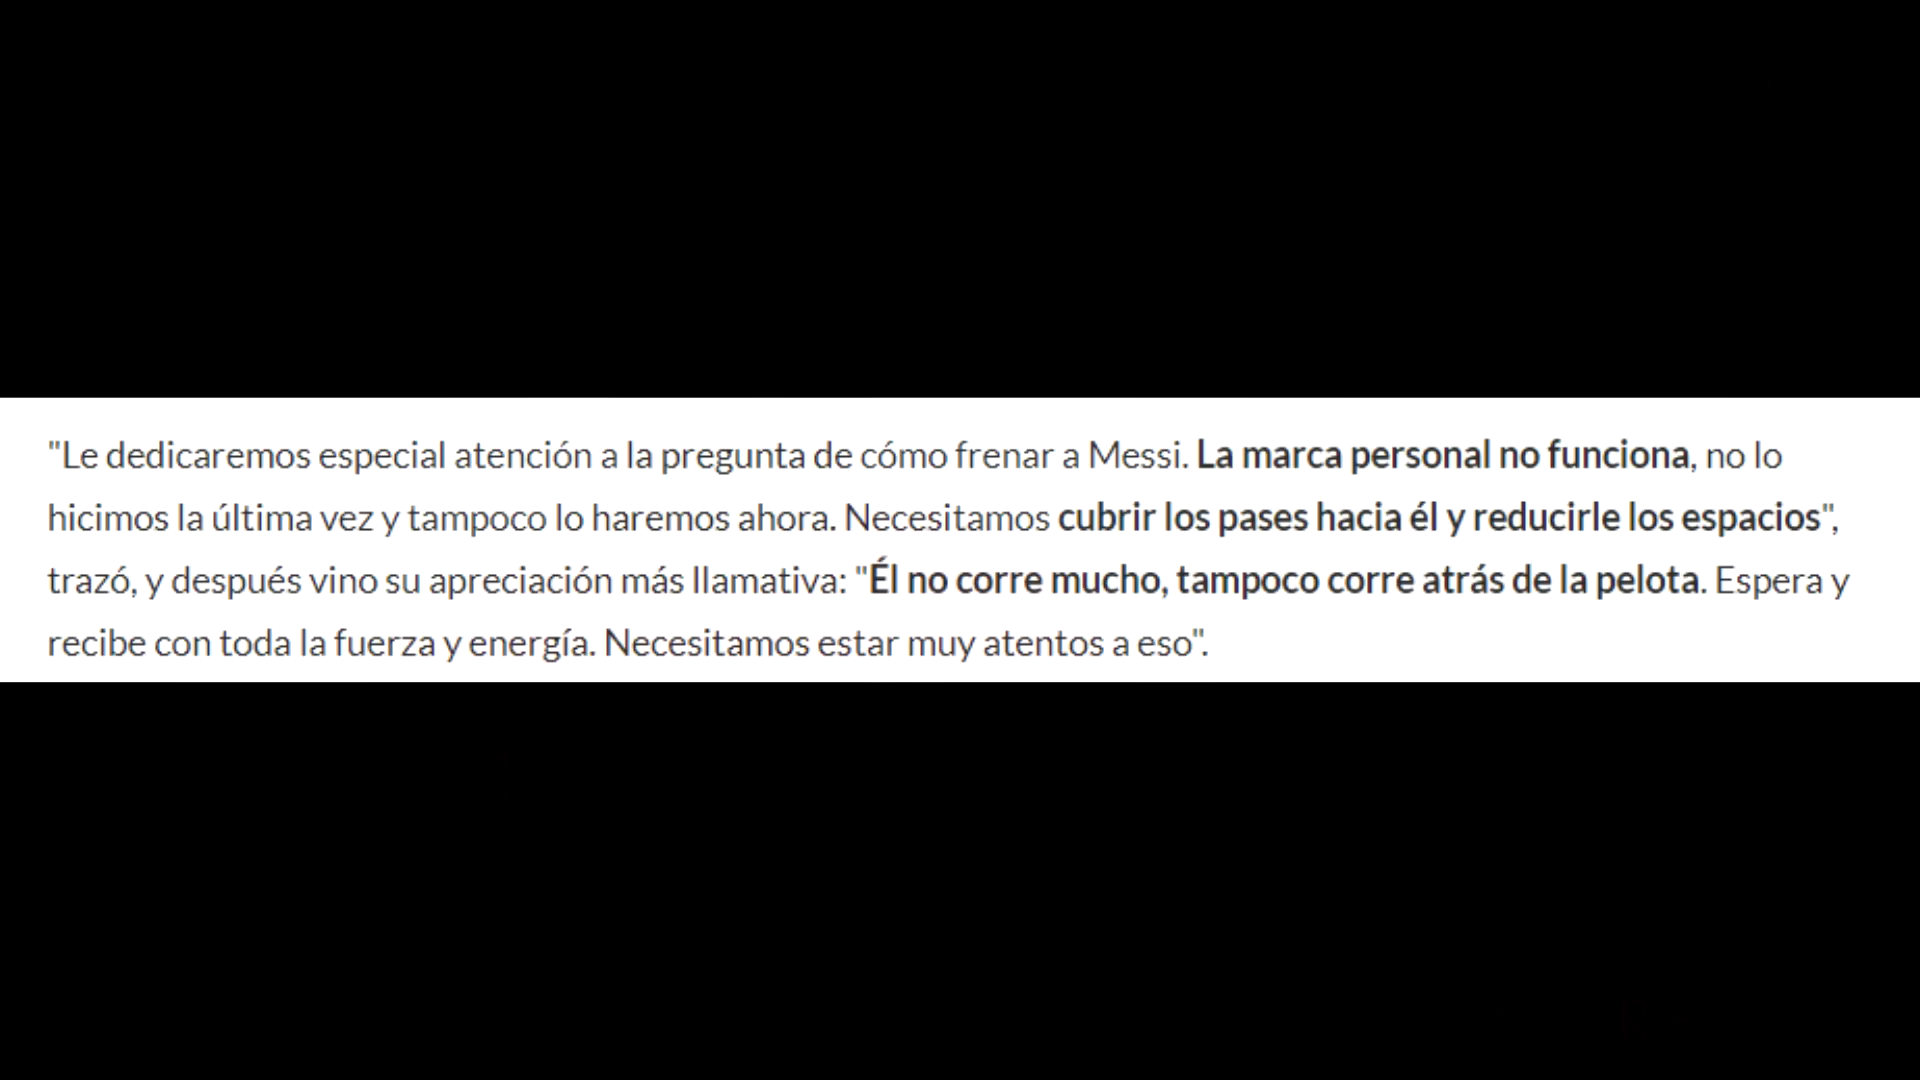 "Le dedicaremos especial atención a la pregunta de cómo frenar a Messi. La marca personal no funciona, no lo
hicimos la última vez y tampoco lo haremos ahora. Necesitamos cubrir los pases hacia él y reducirle los espacios",
trazó, y después vino su apreciación más llamativa: "Él no corre mucho, tampoco corre atrás de la pelota. Espera y
recibe con toda la fuerza y energía. Necesitamos estar muy atentos a eso".